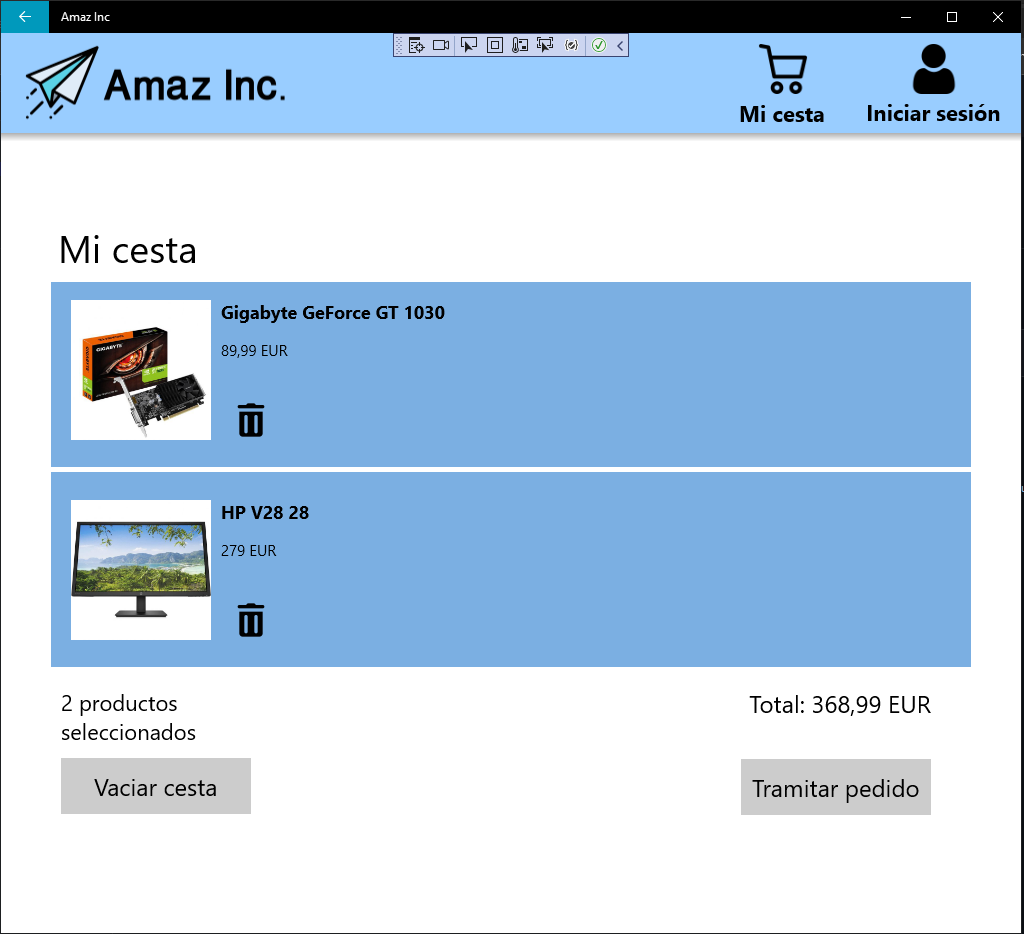 Amaz Inc
Amaz Inc.
Mi cesta
Iniciar sesión
Mi cesta
Gigabyte GeForce GT 1030
89,99 EUR
GIGABYTE
HP V28 28
279 EUR
2 productos
seleccionados
Total: 368,99 EUR
Vaciar cesta
Tramitar pedido